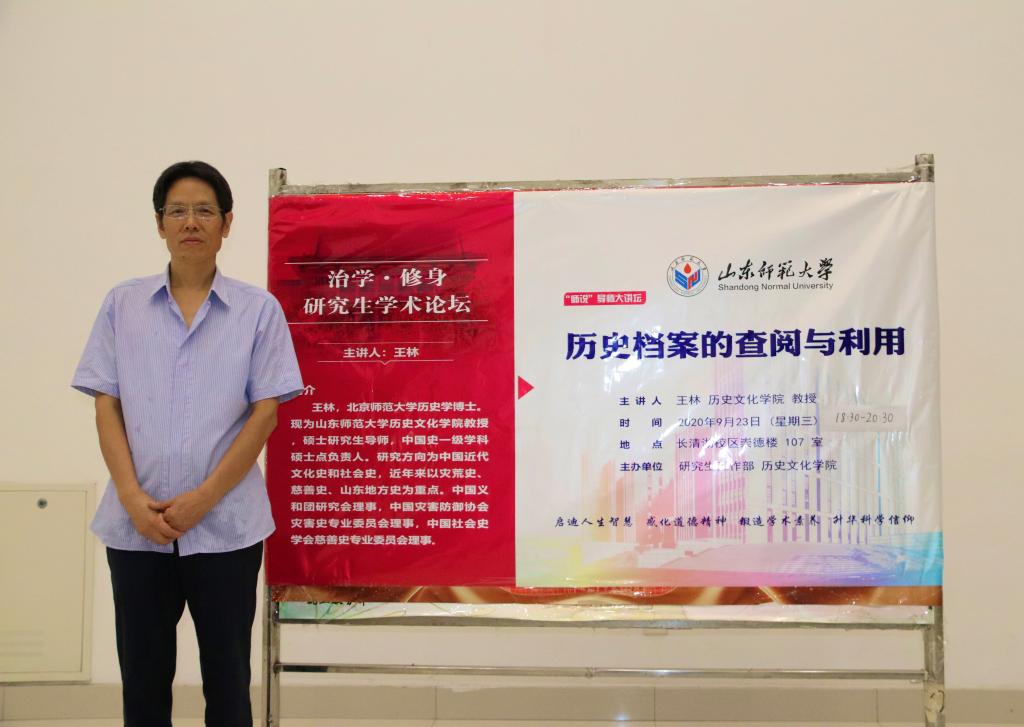 治学·修身
研究生学术论坛
主讲人：王林
介
王林，北京师范大学历史学博士。
现为山东师范大学历史文化学院教授
，硕士研究生导师，中国史一级学科
硕士点负责人。研究方向为中国近代
文化史和社会史，近年来以灾荒史、
慈善史、山东地方史为重点。中国义
和团研究会理事，中国灾害防御协会
灾害史专业委员会理事，中国社会史
学会慈善史专业委员会理事。
山东师范大学
Shandong Normal University
“师说”导师大讲坛
历史档案的查阅与利用
主讲人 王林 历史文化学院 教授
时间 2020年9月23日（星期三） 18:30-20:30
地点 长清湖校区崇德楼 107 室
主办单位 研究生工作部 历史文化学院
启迪人生智慧 感化道德精神 锻造学术素养 升华科学信仰